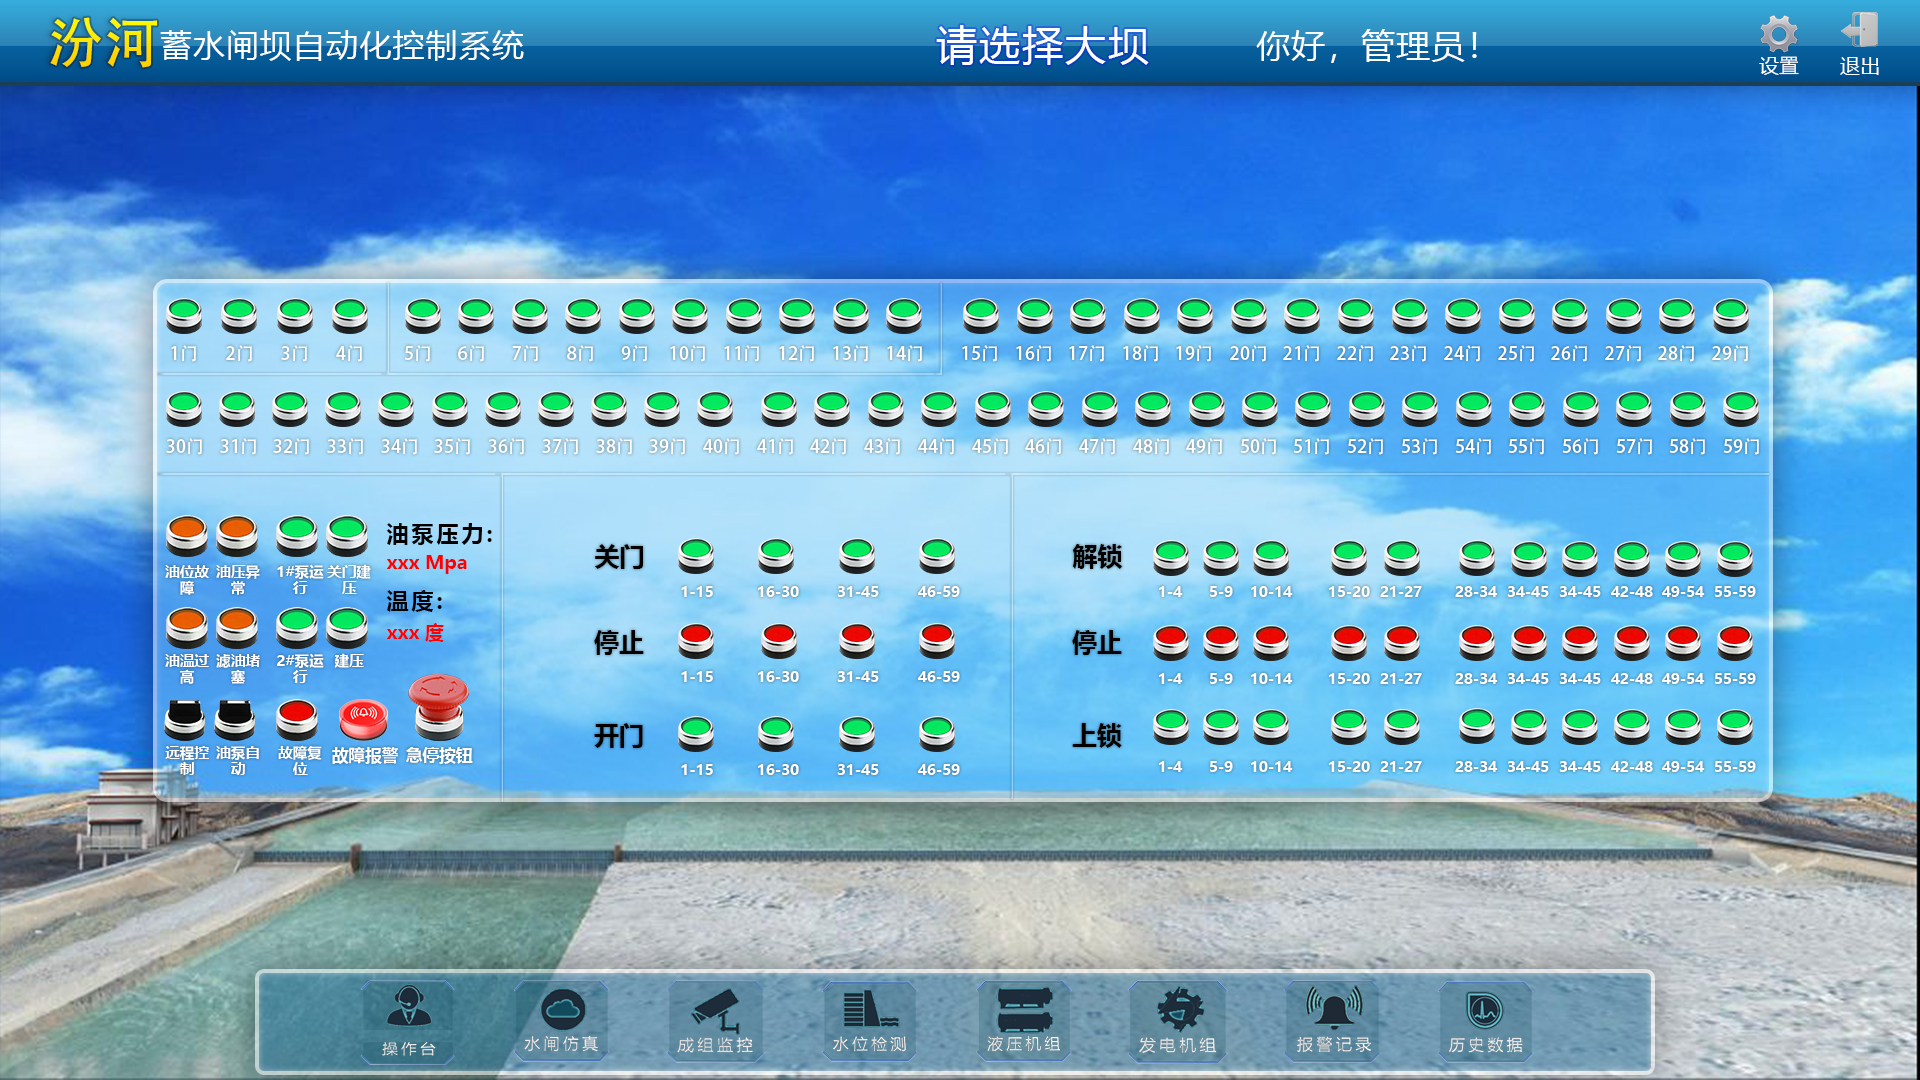 汾河蓄水闸坝自动化控制系统
请选择大坝
你好，管理员！
设置
退出
1门 2门 3门 4门 5门 6门 7门 8门 9门 10门 11门 12门 13门 14门 15门 16门 17门 18门 19门 20门 21门 22门 23门 24门 25门 26门 27门 28门 29门
30门 31门 32门 33门 34门 35门 36门 37门 38门 39门 40门 41门 42门 43门 44门 45门 46门 47门 48门 49门 50门 51门 52门 53门 54门 55门 56门 57门 58门 59门
油位故
障
油压异
常
1#泵运
行
关门建
压
油泵压力:
xxx Mpa
温度:
xxx 度
油温过
高
滤油堵
塞
2#泵运
行
建压
远程控
制
油泵自
动
故障复
位
故障报警
急停按钮
关门
1-15 16-30 31-45 46-59
停止
1-15 16-30 31-45 46-59
开门
1-15 16-30 31-45 46-59
解锁
1-4 5-9 10-14 15-20 21-27 28-34 34-45 34-45 42-48 49-54 55-59
停止
1-4 5-9 10-14 15-20 21-27 28-34 34-45 34-45 42-48 49-54 55-59
上锁
1-4 5-9 10-14 15-20 21-27 28-34 34-45 34-45 42-48 49-54 55-59
操作台
水闸仿真
成组监控
水位检测
液压机组
发电机组
报警记录
历史数据